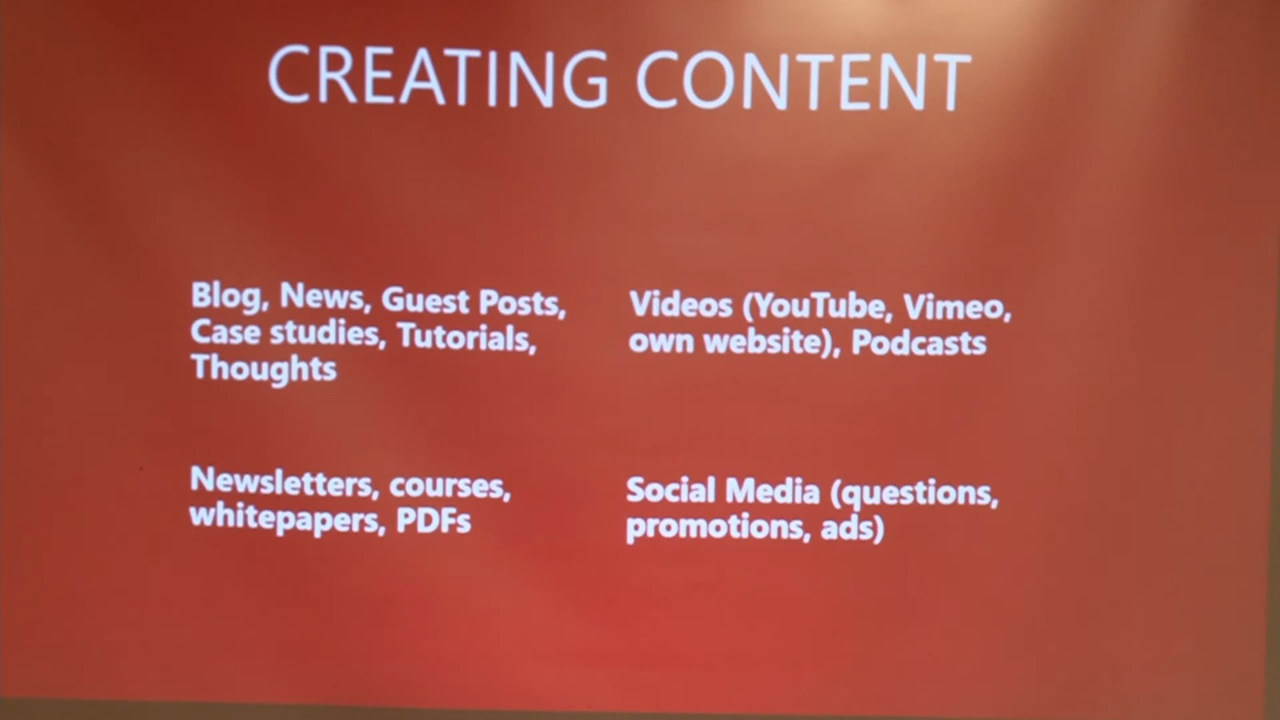 CREATING CONTENT
Blog, News, Guest Posts,
Case studies, Tutorials,
Thoughts
Videos (YouTube, Vimeo,
own website), Podcasts
Newsletters, courses,
whitepapers, PDFs
Social Media (questions,
promotions, ads)